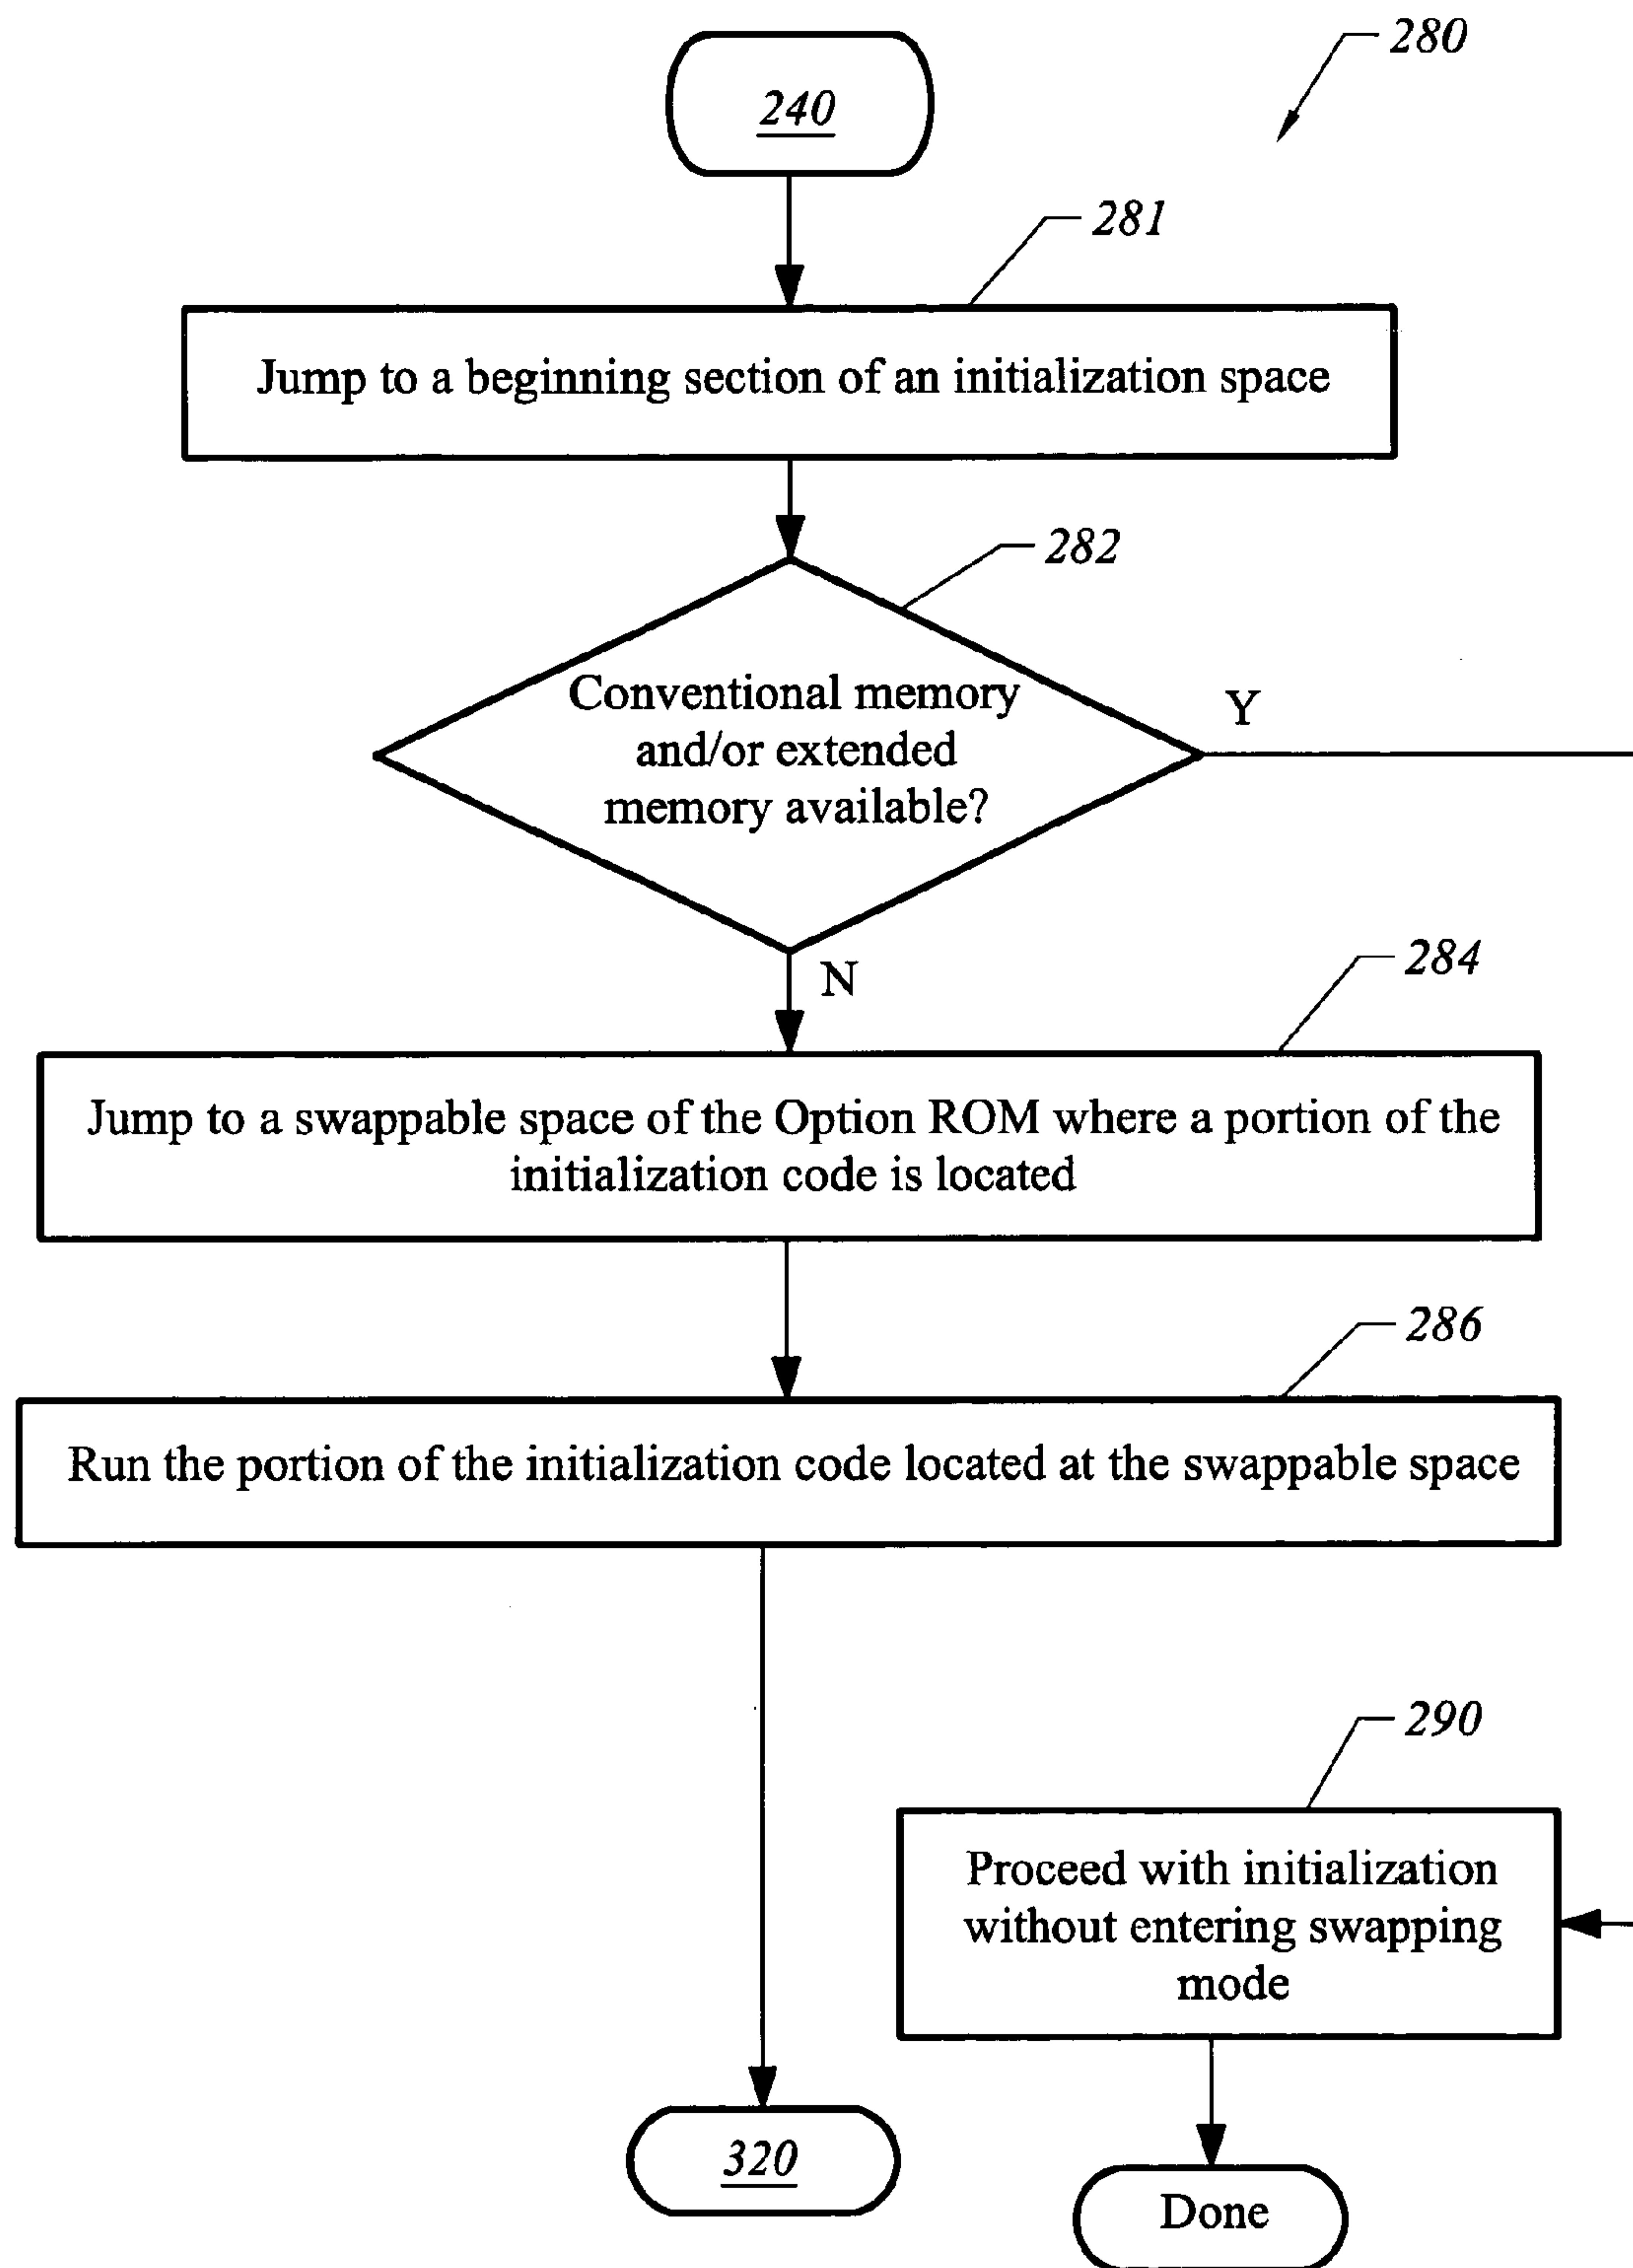 280
240
281
Jump to a beginning section of an initialization space
282
Conventional memory
and/or extended
memory available?
Y
N
284
Jump to a swappable space of the Option ROM where a portion of the
initialization code is located
286
Run the portion of the initialization code located at the swappable space
290
Proceed with initialization
without entering swapping
mode
320
Done